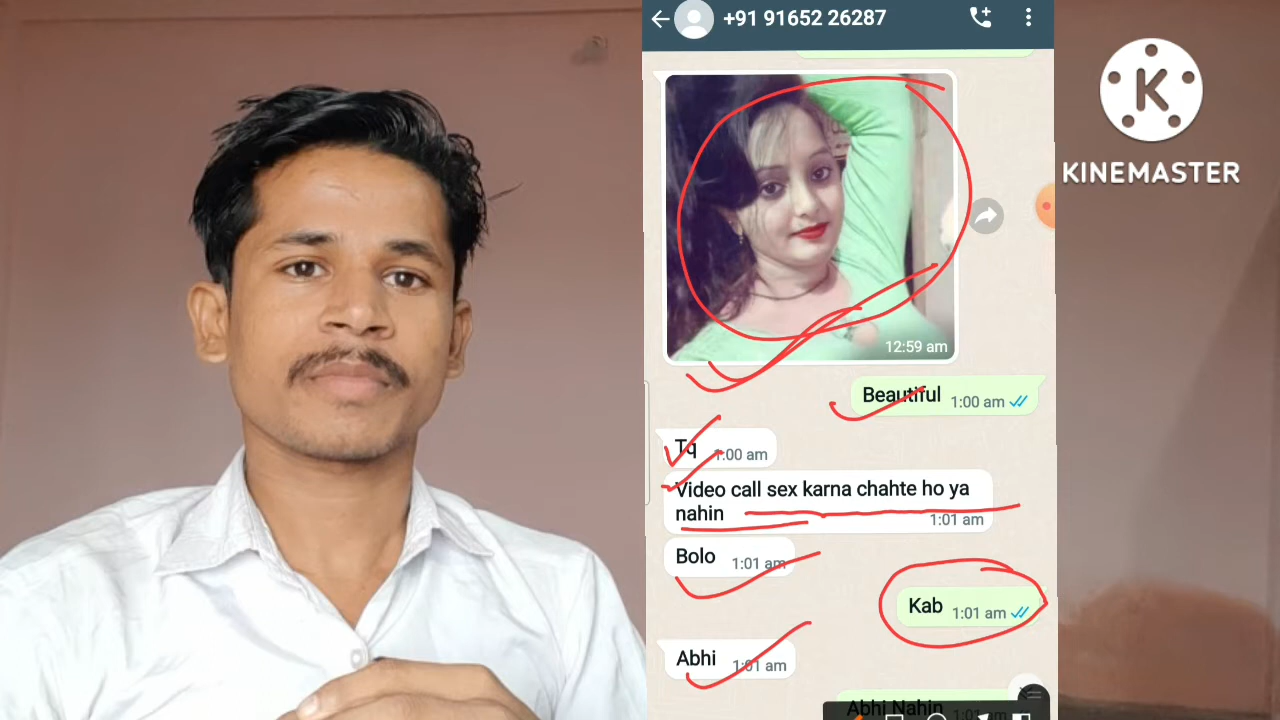 +91 91652 26287
KINEMASTER
12:59 am
Beautiful 1:00 am
Tq 1:00 am
Video call sex karna chahte ho ya
nahin 1:01 am
Bolo 1:01 am
Kab 1:01 am
Abhi 1:01 am
Abhi Nahin